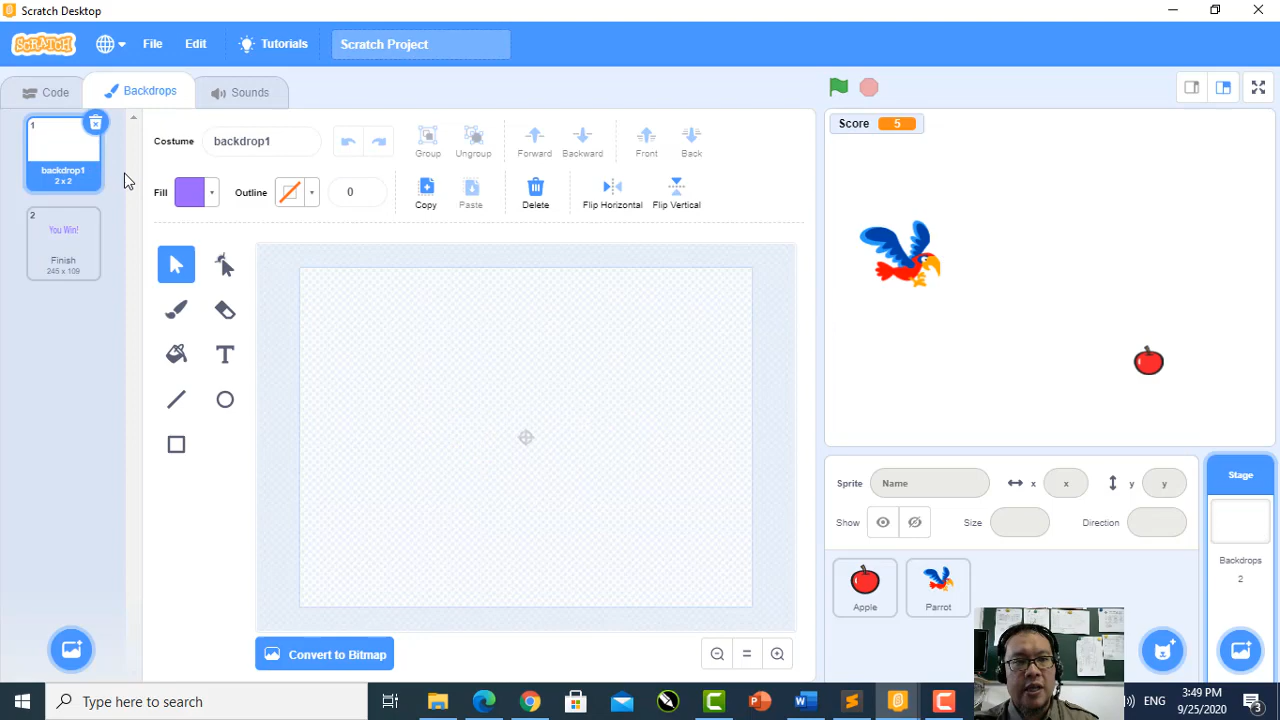 Scratch Desktop
SCRATCH File Edit Tutorials Scratch Project
Code Backdrops Sounds
1
backdrop1
2 x 2
2
You Win!
Finish
245 x 109
Costume backdrop1 Group Ungroup Forward Backward Front Back
Fill Outline 0 Copy Paste Delete Flip Horizontal Flip Vertical
T
Convert to Bitmap
Score 5
Sprite Name x x y y
Show Size Direction
Apple Parrot
Stage
Backdrops
2
Type here to search
ENG
3:49 PM
9/25/2020
3